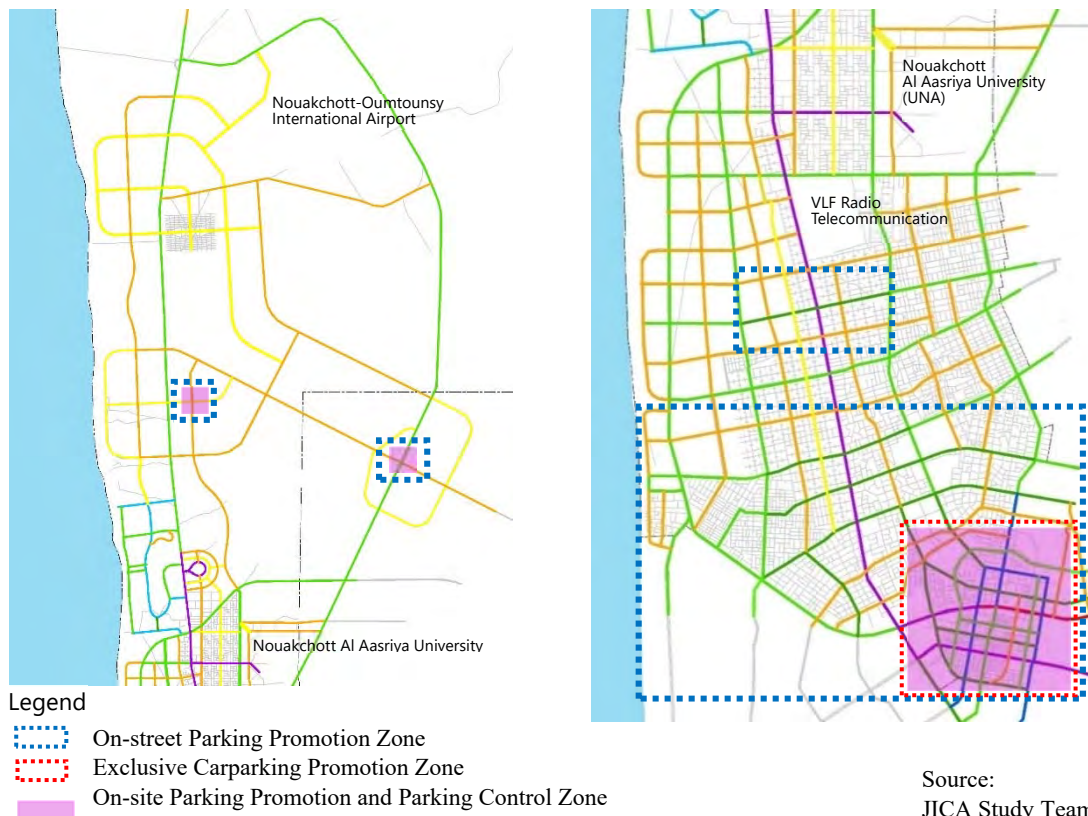 Nouakchott-Oumtounsy
International Airport
Nouakchott Al Aasriya University
Nouakchott
Al Aasriya University
(UNA)
VLF Radio
Telecommunication
Legend
On-street Parking Promotion Zone
Exclusive Carparking Promotion Zone
On-site Parking Promotion and Parking Control Zone
Source:
JICA Study Team